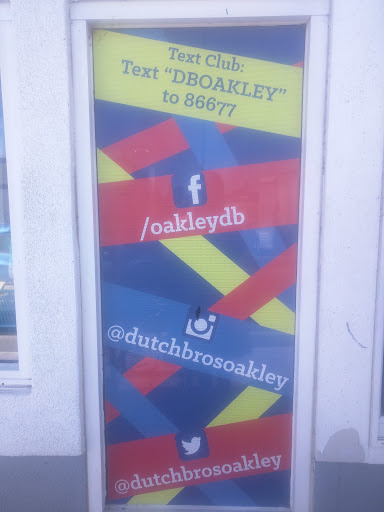 Text Club:
Text “DBOAKLEY”
to 86677
f
/oakleydb
@dutchbrosoakley
@dutchbrosoakley